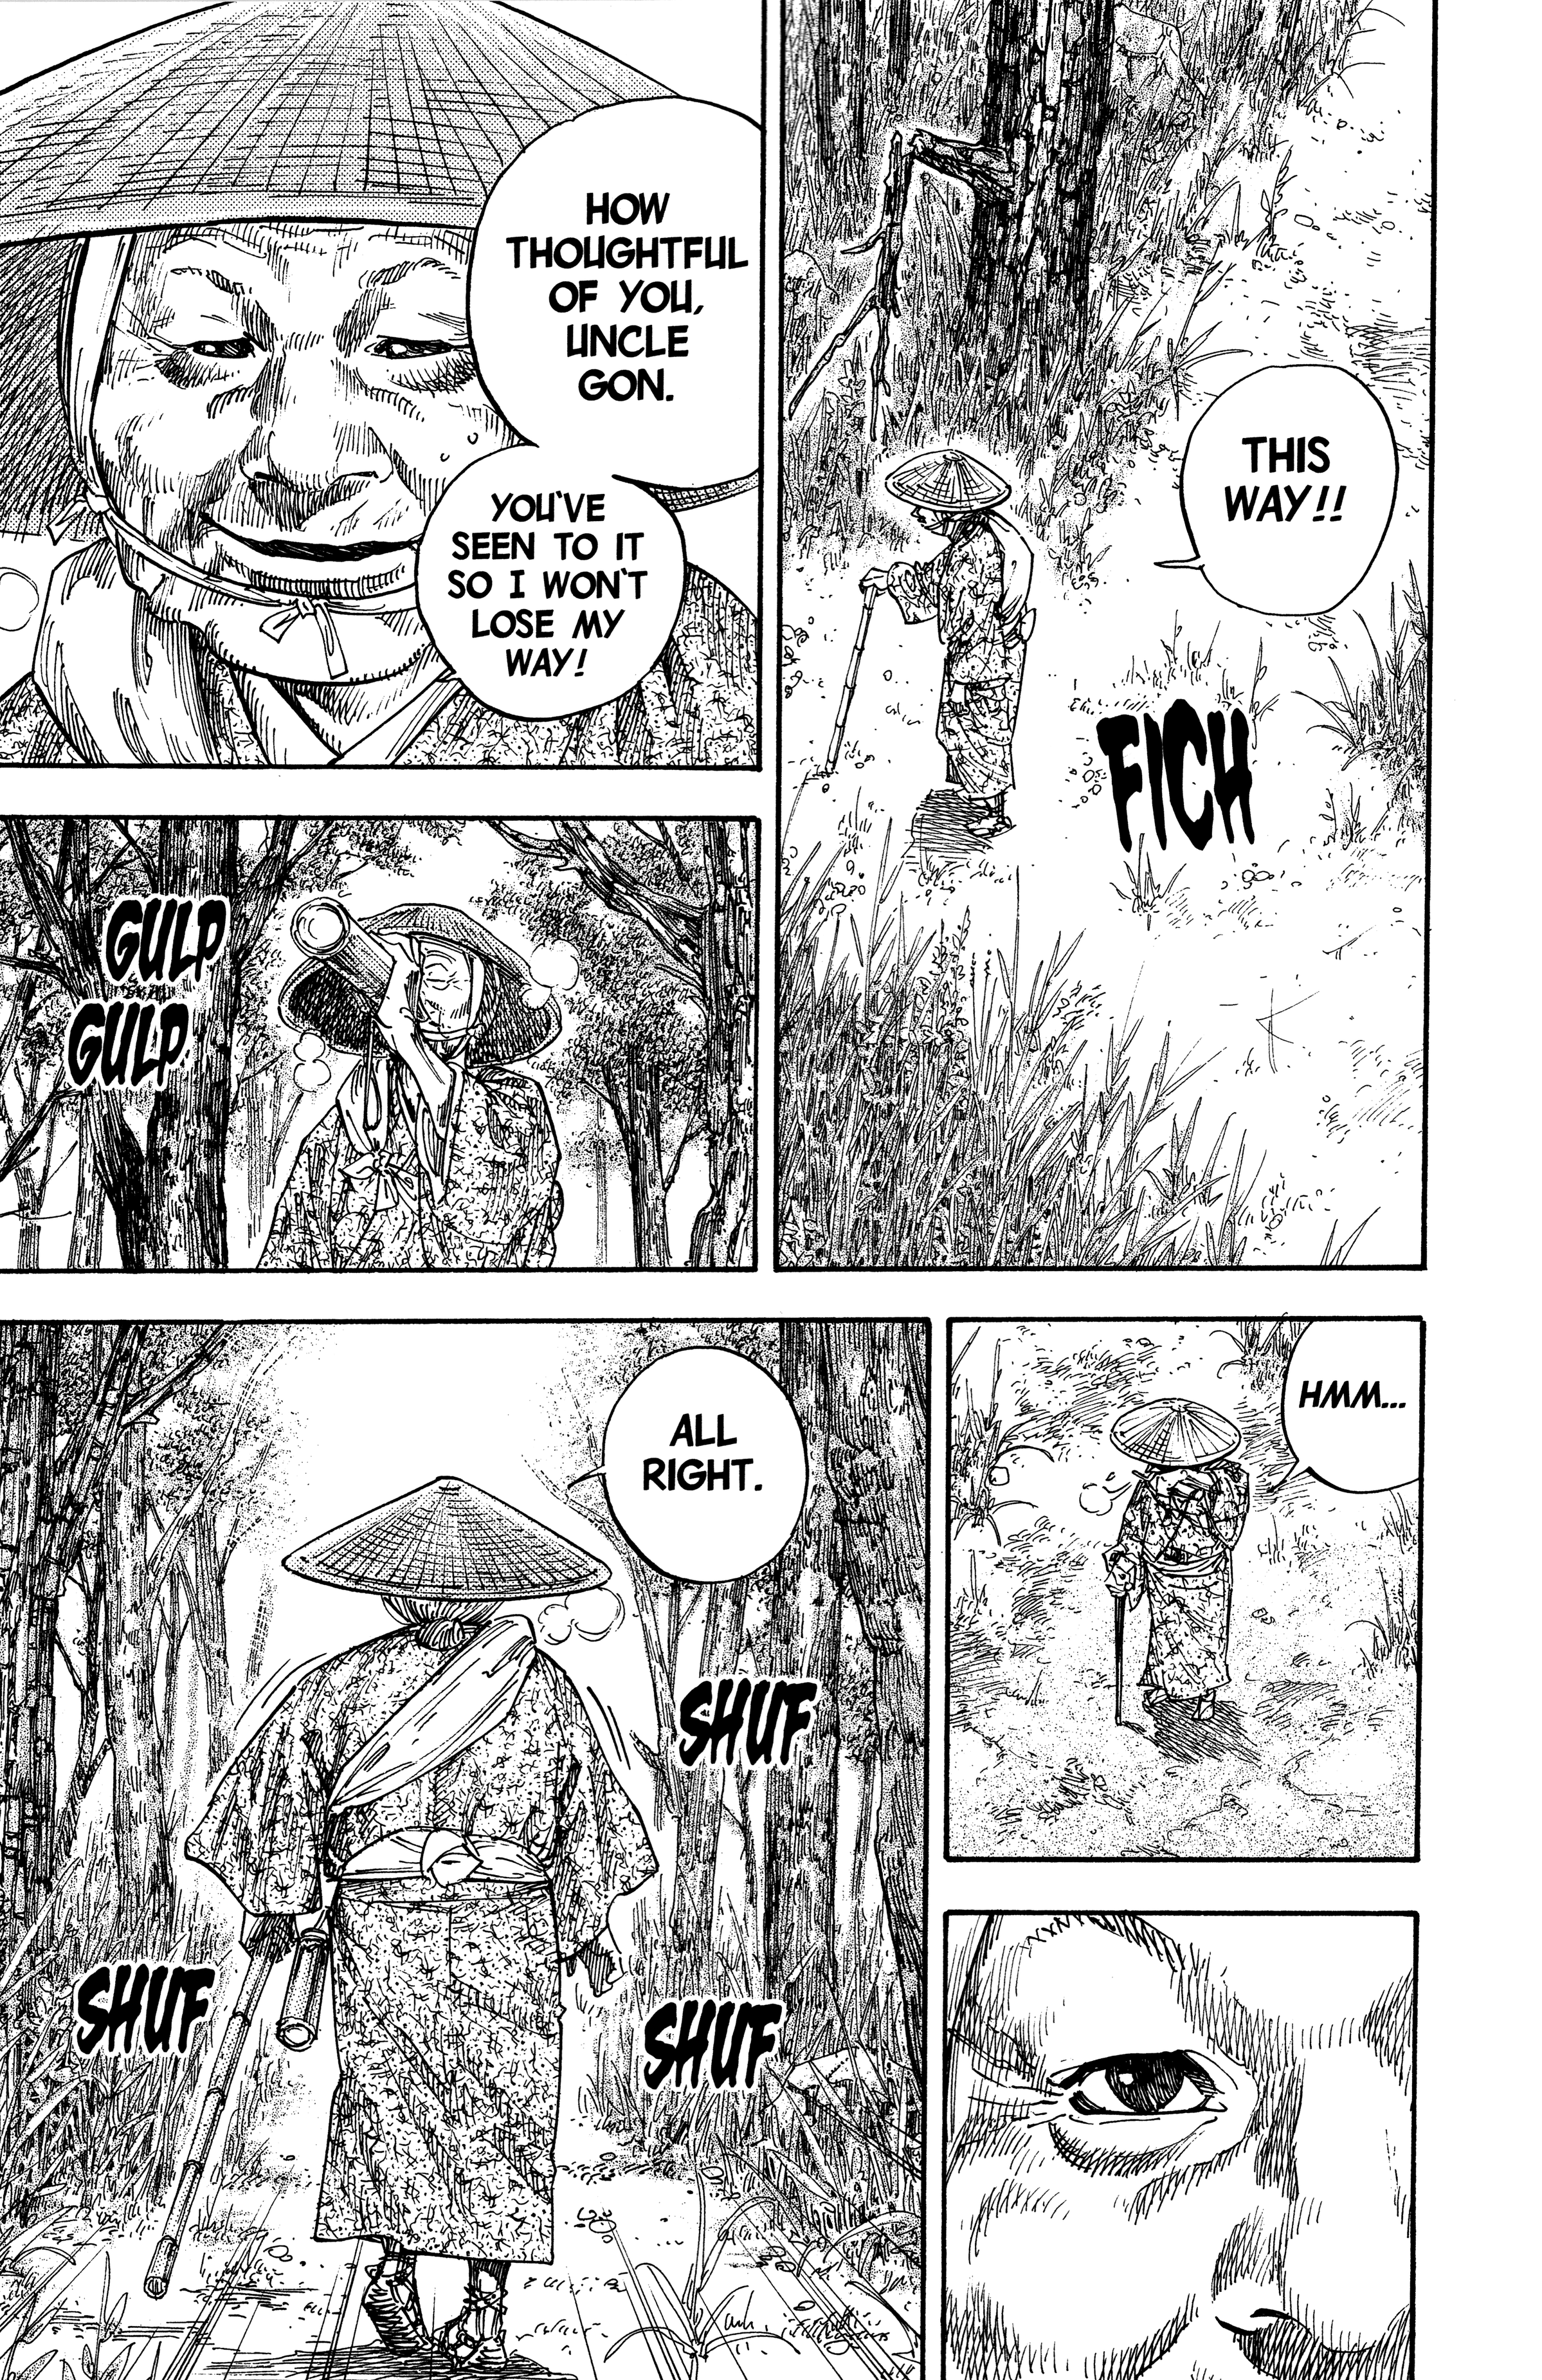 THIS
WAY!!
FICH
HOW
THOUGHTFUL
OF YOU,
UNCLE
GON.
YOU'VE
SEEN TO IT
SO I WON'T
LOSE MY
WAY!
GULP
GULP
HMM...
ALL
RIGHT.
SHUF
SHUF
SHUF